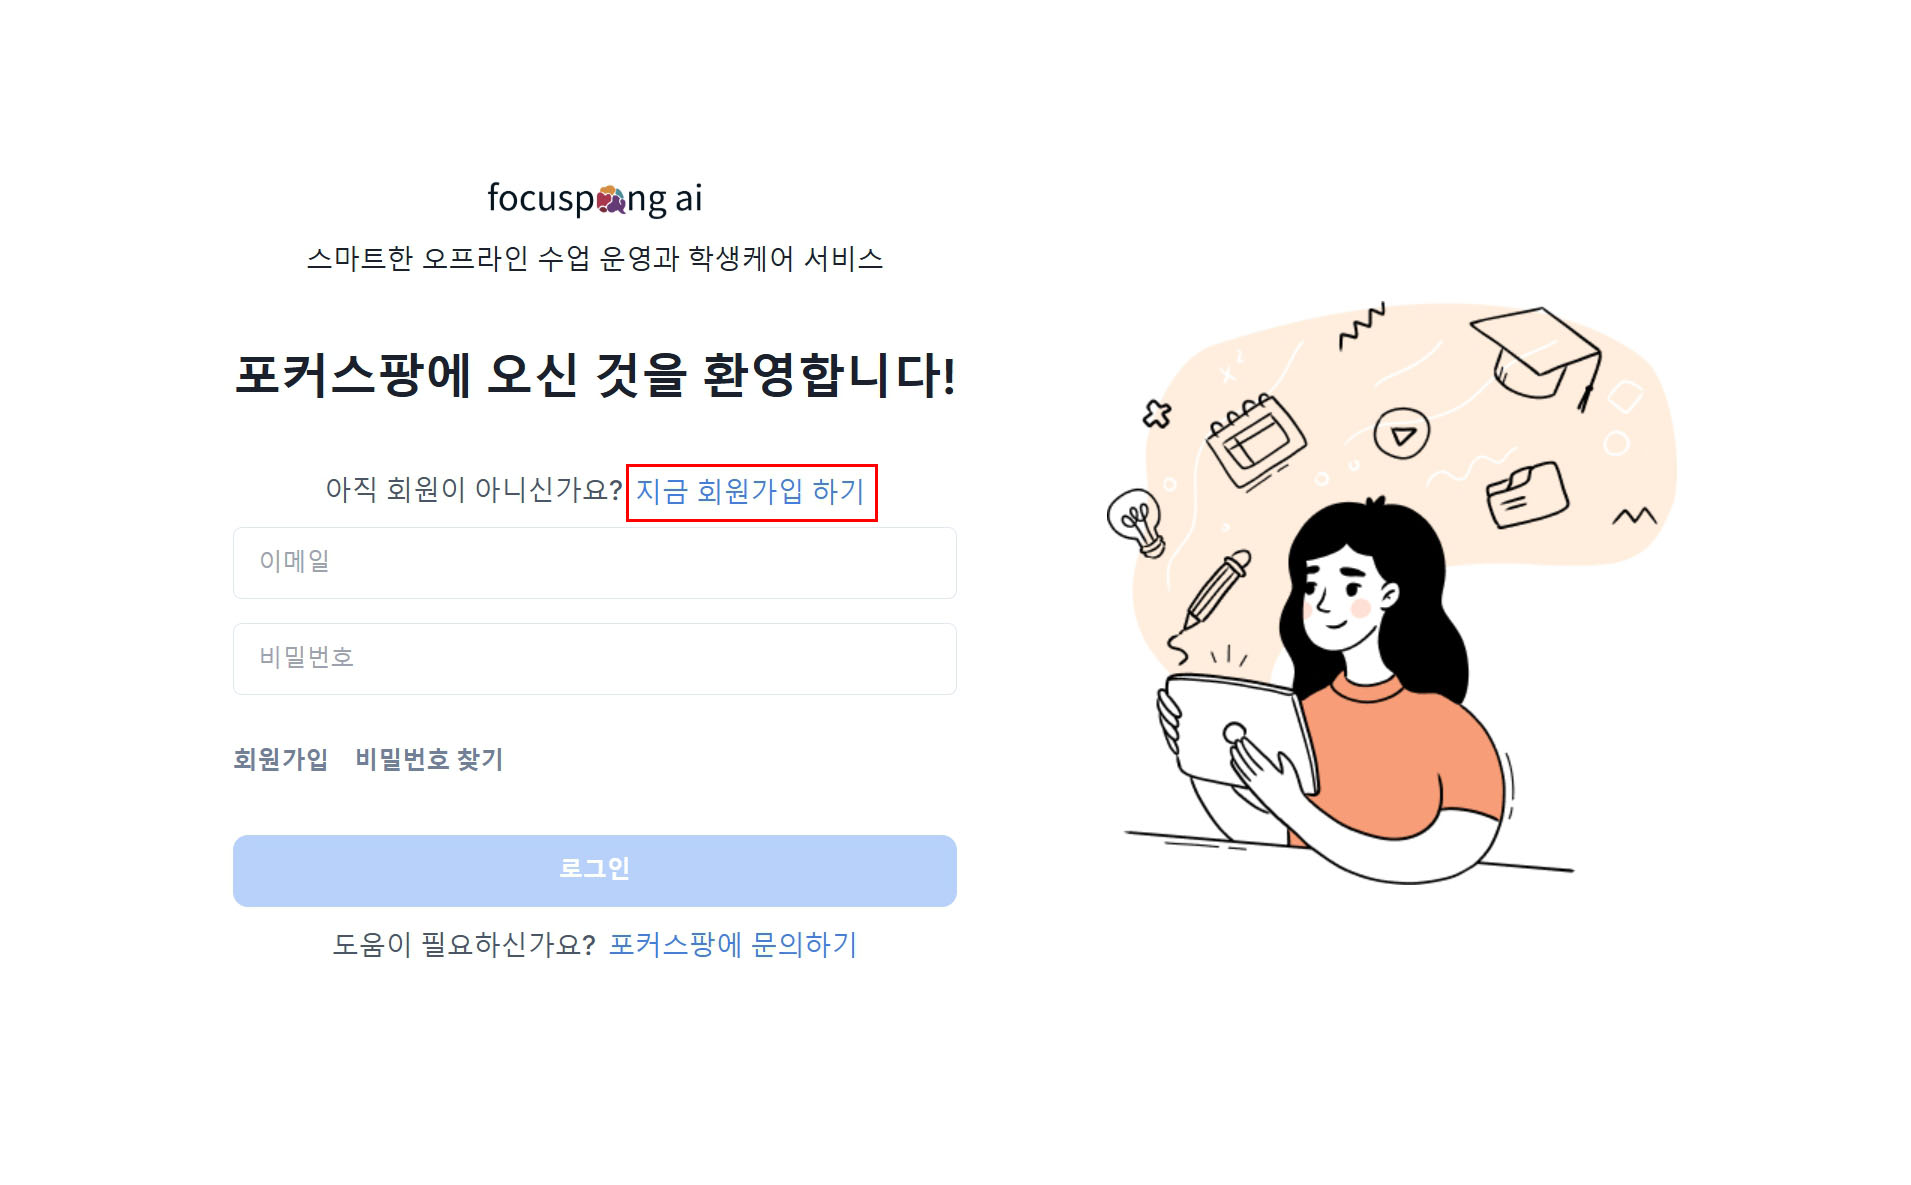 focuspang ai
스마트한 오프라인 수업 운영과 학생케어 서비스
포커스팡에 오신 것을 환영합니다!
아직 회원이 아니신가요? 지금 회원가입 하기
이메일
비밀번호
회원가입 비밀번호 찾기
로그인
도움이 필요하신가요? 포커스팡에 문의하기